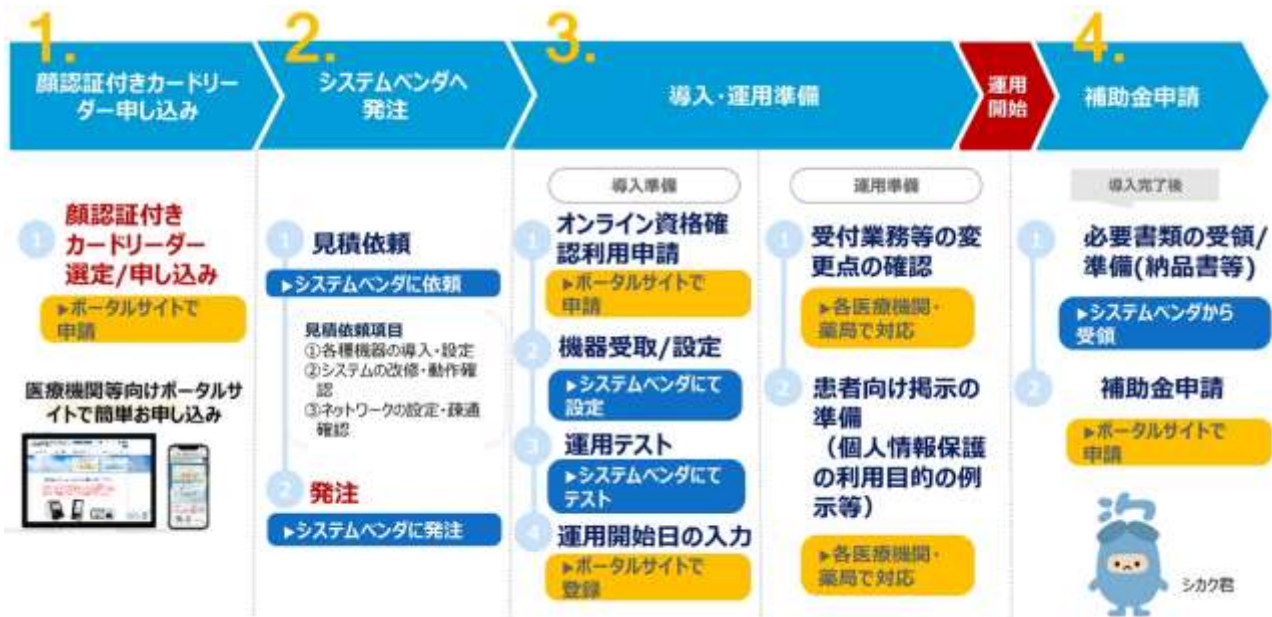 1.
顔認証付きカードリー
ダー申し込み
2.
システムベンダへ
発注
3.
導入・運用準備
運用
開始
4.
補助金申請
1
顔認証付き
カードリーダー
選定/申し込み
▶ポータルサイトで
申請
医療機関等向けポータルサ
イトで簡単お申し込み
1
見積依頼
▶システムベンダに依頼
見積依頼項目
①各種機器の導入・設定
②システムの改修・動作確
認
③ネットワークの設定・疎通
確認
2
発注
▶システムベンダに発注
導入準備
1
オンライン資格確
認利用申請
▶ポータルサイトで
申請
2
機器受取/設定
▶システムベンダにて
設定
3
運用テスト
▶システムベンダにて
テスト
4
運用開始日の入力
▶ポータルサイトで
登録
運用準備
1
受付業務等の変
更点の確認
▶各医療機関・
薬局で対応
2
患者向け掲示の
準備
（個人情報保護
の利用目的の例
示等）
▶各医療機関・
薬局で対応
導入完了後
1
必要書類の受領/
準備(納品書等)
▶システムベンダから
受領
2
補助金申請
▶ポータルサイトで
申請
シカク君